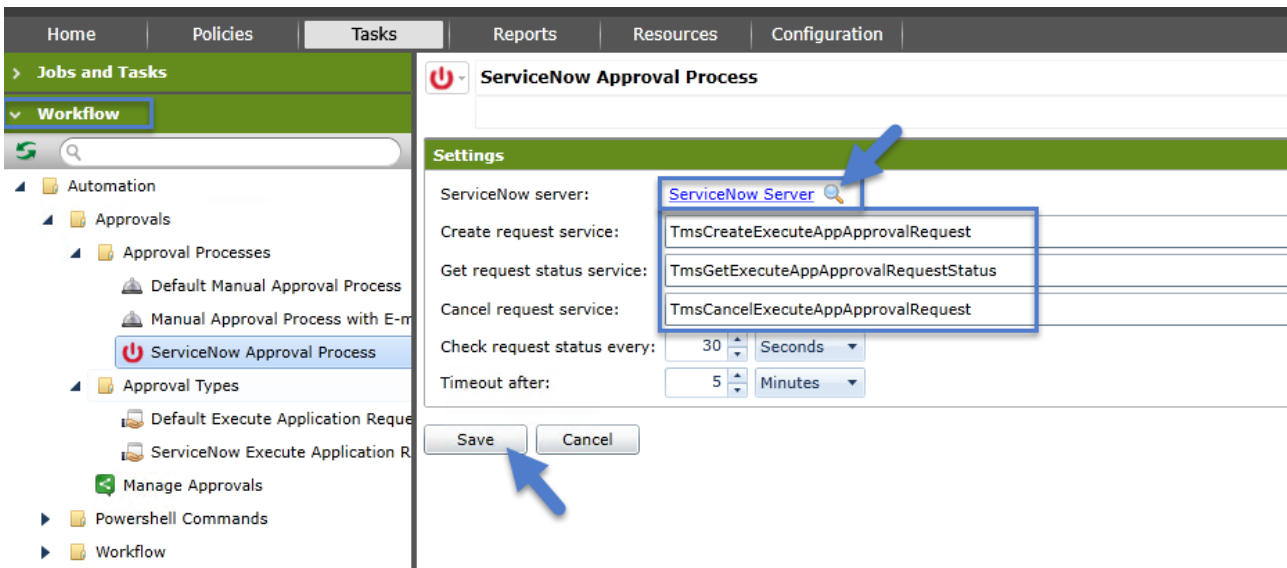 Home Policies Tasks Reports Resources Configuration
Jobs and Tasks
Workflow
Automation
Approvals
Approval Processes
Default Manual Approval Process
Manual Approval Process with E-m
ServiceNow Approval Process
Approval Types
Default Execute Application Reque
ServiceNow Execute Application R
Manage Approvals
Powershell Commands
Workflow
ServiceNow Approval Process
Settings
ServiceNow server: ServiceNow Server
Create request service: TmsCreateExecuteAppApprovalRequest
Get request status service: TmsGetExecuteAppApprovalRequestStatus
Cancel request service: TmsCancelExecuteAppApprovalRequest
Check request status every: 30 Seconds
Timeout after: 5 Minutes
Save Cancel